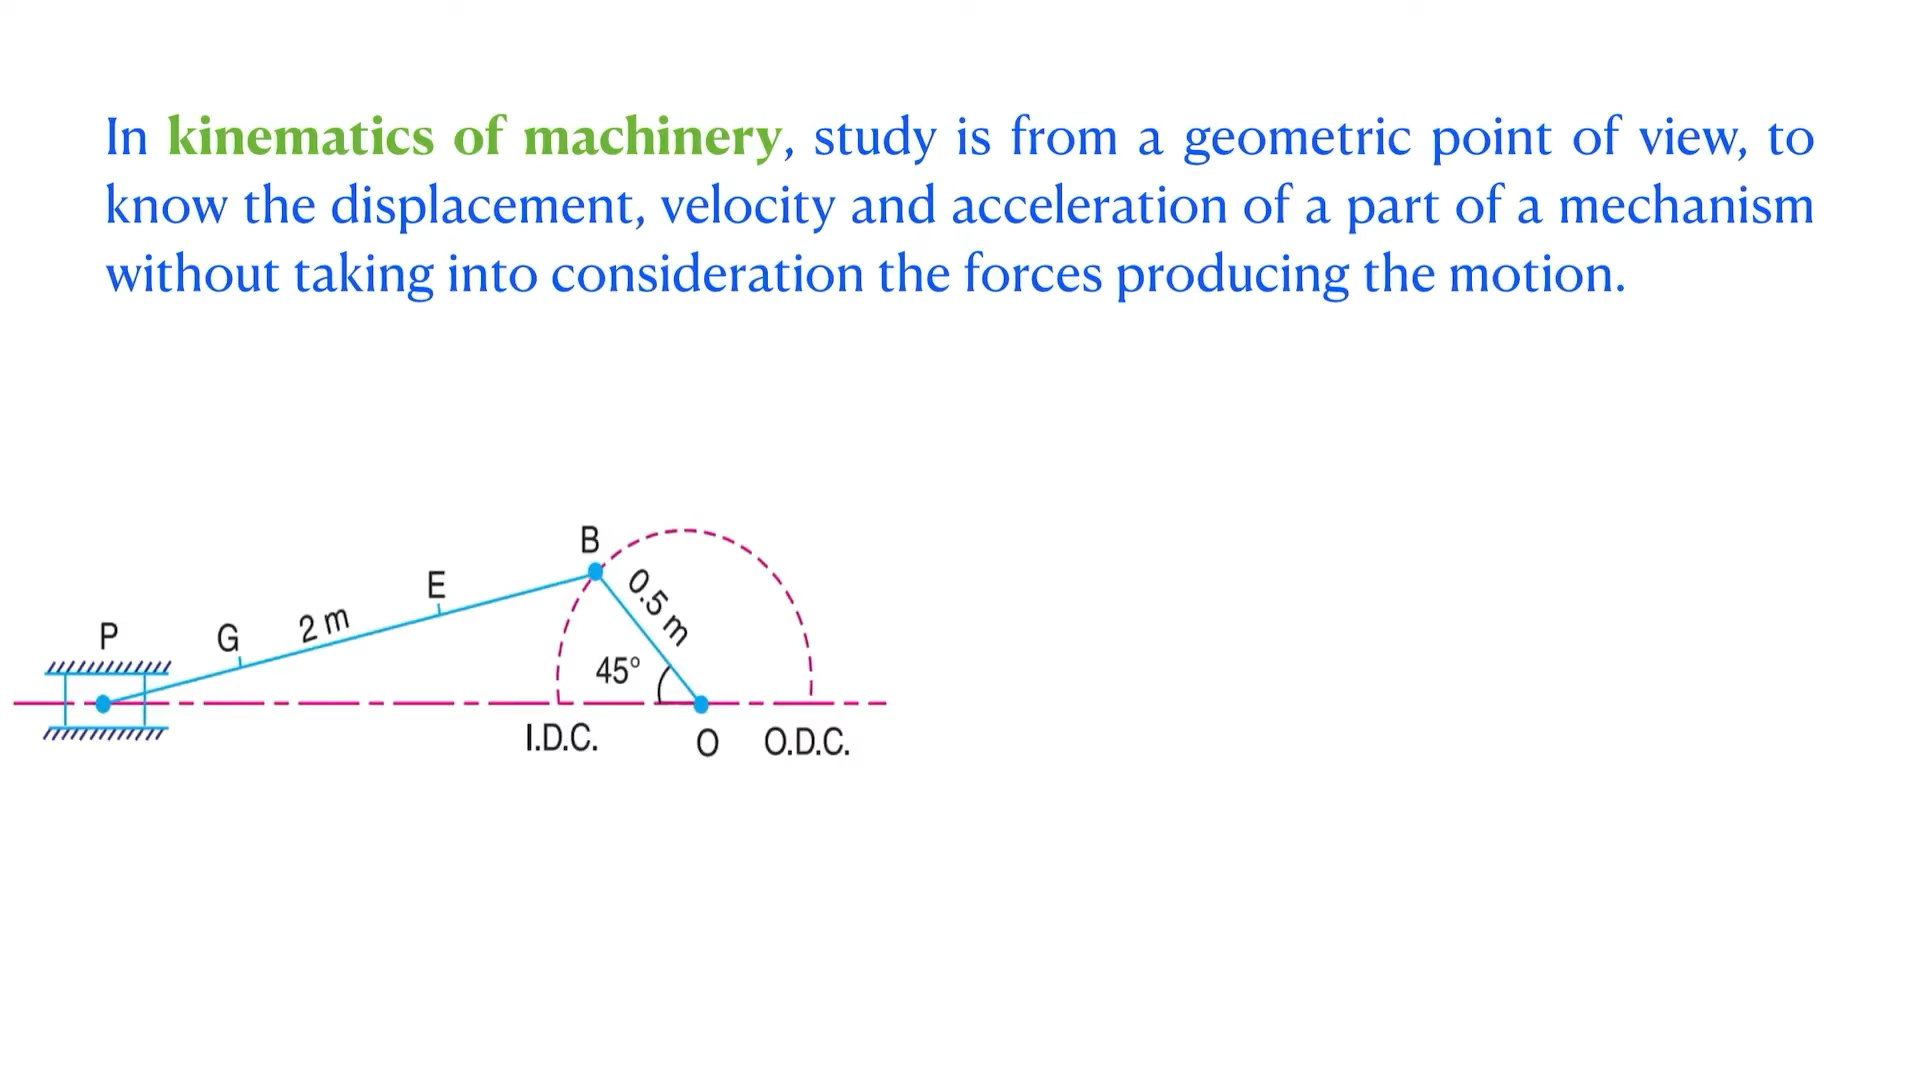 In kinematics of machinery, study is from a geometric point of view, to
know the displacement, velocity and acceleration of a part of a mechanism
without taking into consideration the forces producing the motion.
B
E
0.5 m
2 m
P
G
45°
I.D.C.
O
O.D.C.